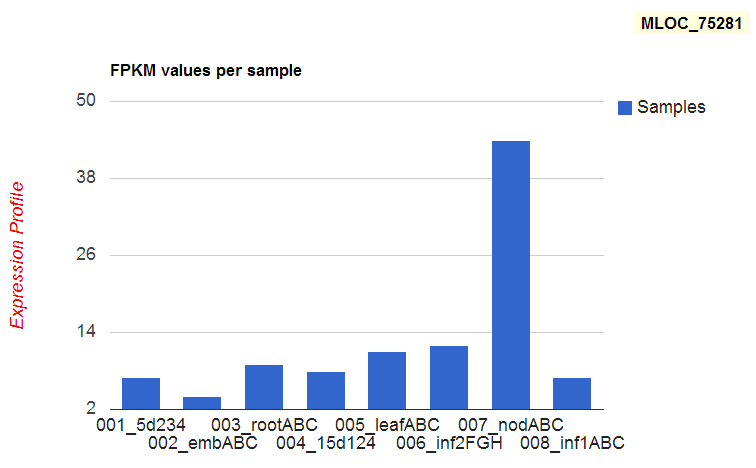 MLOC_75281
FPKM values per sample
50
Samples
38
26
14
2
Expression Profile
001_5d234
003_rootABC
005_leafABC
007_nodABC
002_embABC
004_15d124
006_inf2FGH
008_inf1ABC